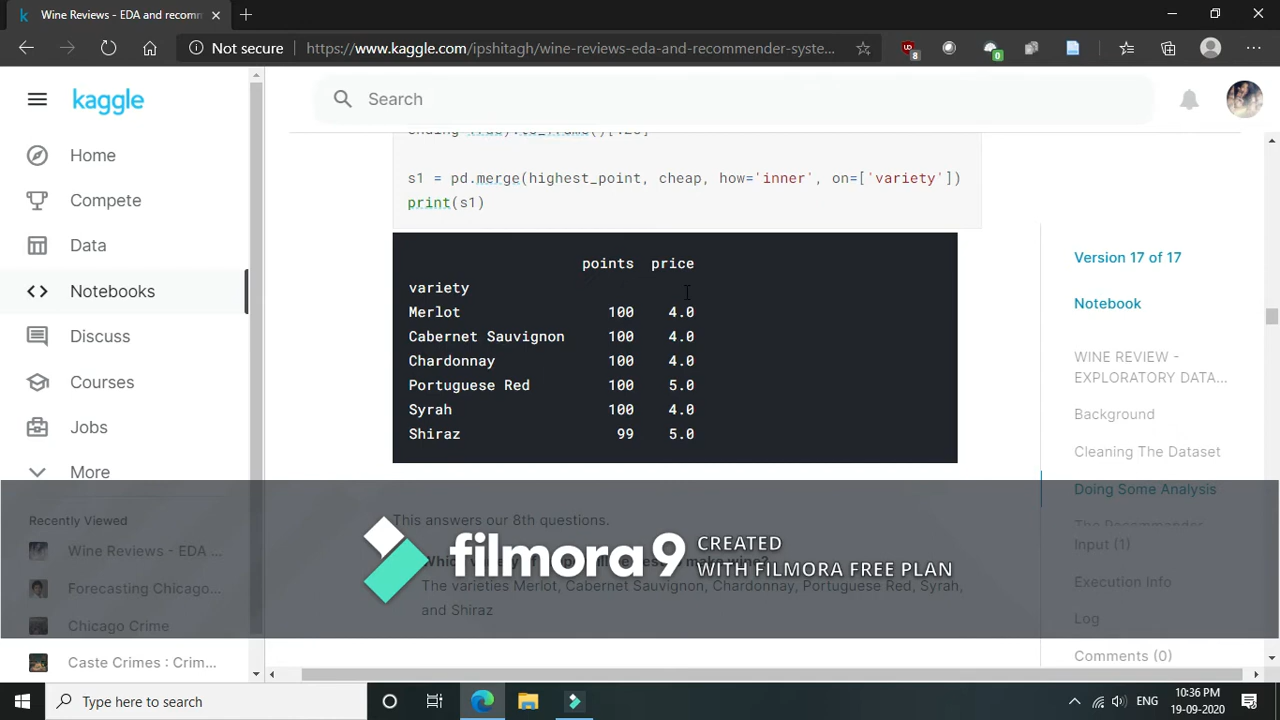 Wine Reviews - EDA and recomm
Not secure
https://www.kaggle.com/ipshitagh/wine-reviews-eda-and-recommender-syste...
8
0
kaggle
Search
Home
Compete
Data
Notebooks
Discuss
Courses
Jobs
More
Recently Viewed
Wine Reviews - EDA ...
Forecasting Chicago...
Chicago Crime
Caste Crimes : Crim...
s1 = pd.merge(highest_point, cheap, how='inner', on=['variety'])
print(s1)
points price
variety
Merlot 100 4.0
Cabernet Sauvignon 100 4.0
Chardonnay 100 4.0
Portuguese Red 100 5.0
Syrah 100 4.0
Shiraz 99 5.0
This answers our 8th questions.
make wine?
The varieties Merlot, Cabernet Sauvignon, Chardonnay, Portuguese Red, Syrah,
and Shiraz
filmora9
CREATED
WITH FILMORA FREE PLAN
Version 17 of 17
Notebook
WINE REVIEW -
EXPLORATORY DATA...
Background
Cleaning The Dataset
Doing Some Analysis
The Recommender
Input (1)
Execution Info
Log
Comments (0)
Type here to search
ENG
10:36 PM
19-09-2020